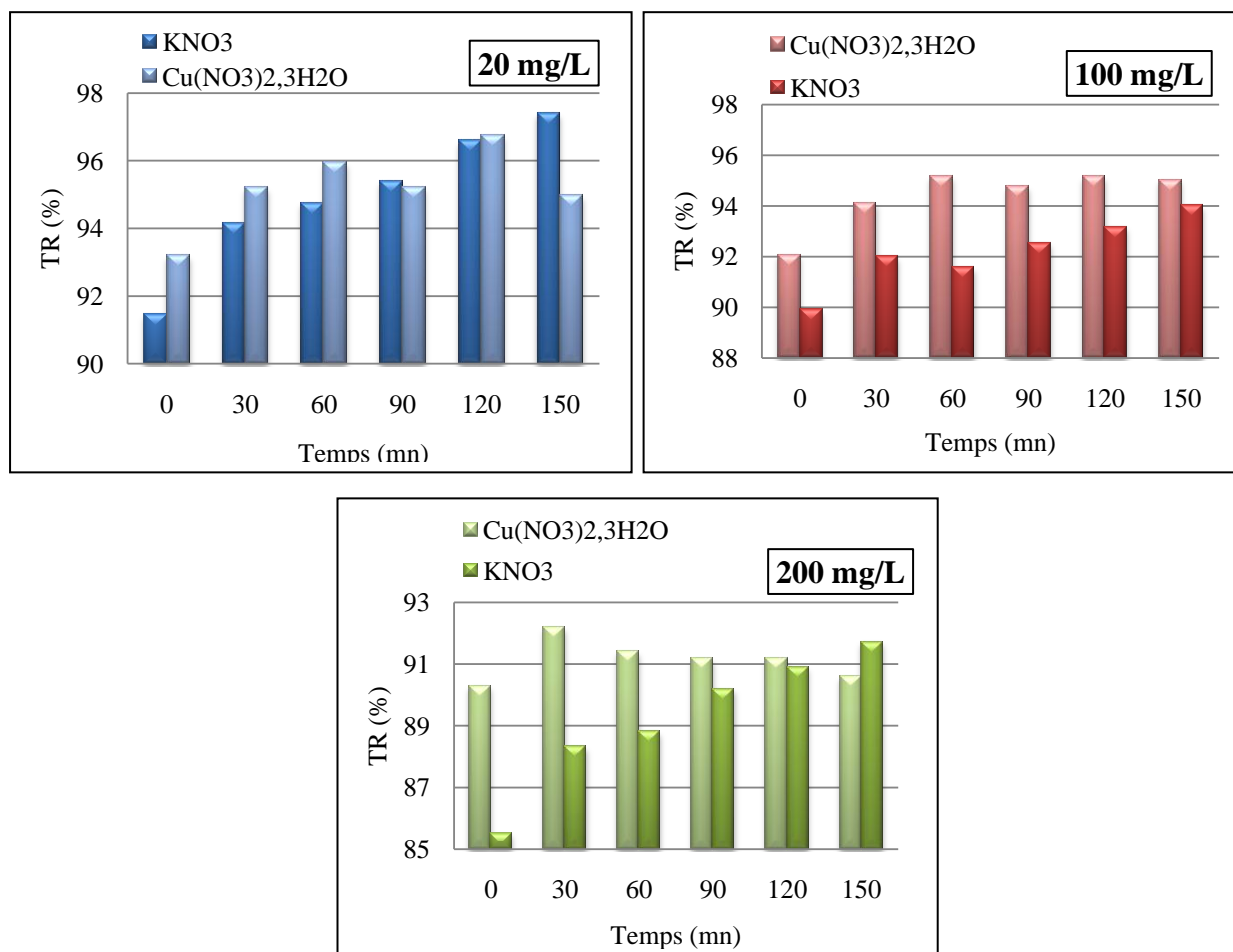 KNO3
Cu(NO3)2,3H2O
20 mg/L
98
96
94
92
90
TR (%)
0 30 60 90 120 150
Temps (mn)
Cu(NO3)2,3H2O
KNO3
100 mg/L
98
96
94
92
90
88
TR (%)
0 30 60 90 120 150
Temps (mn)
Cu(NO3)2,3H2O
KNO3
200 mg/L
93
91
89
87
85
TR (%)
0 30 60 90 120 150
Temps (mn)